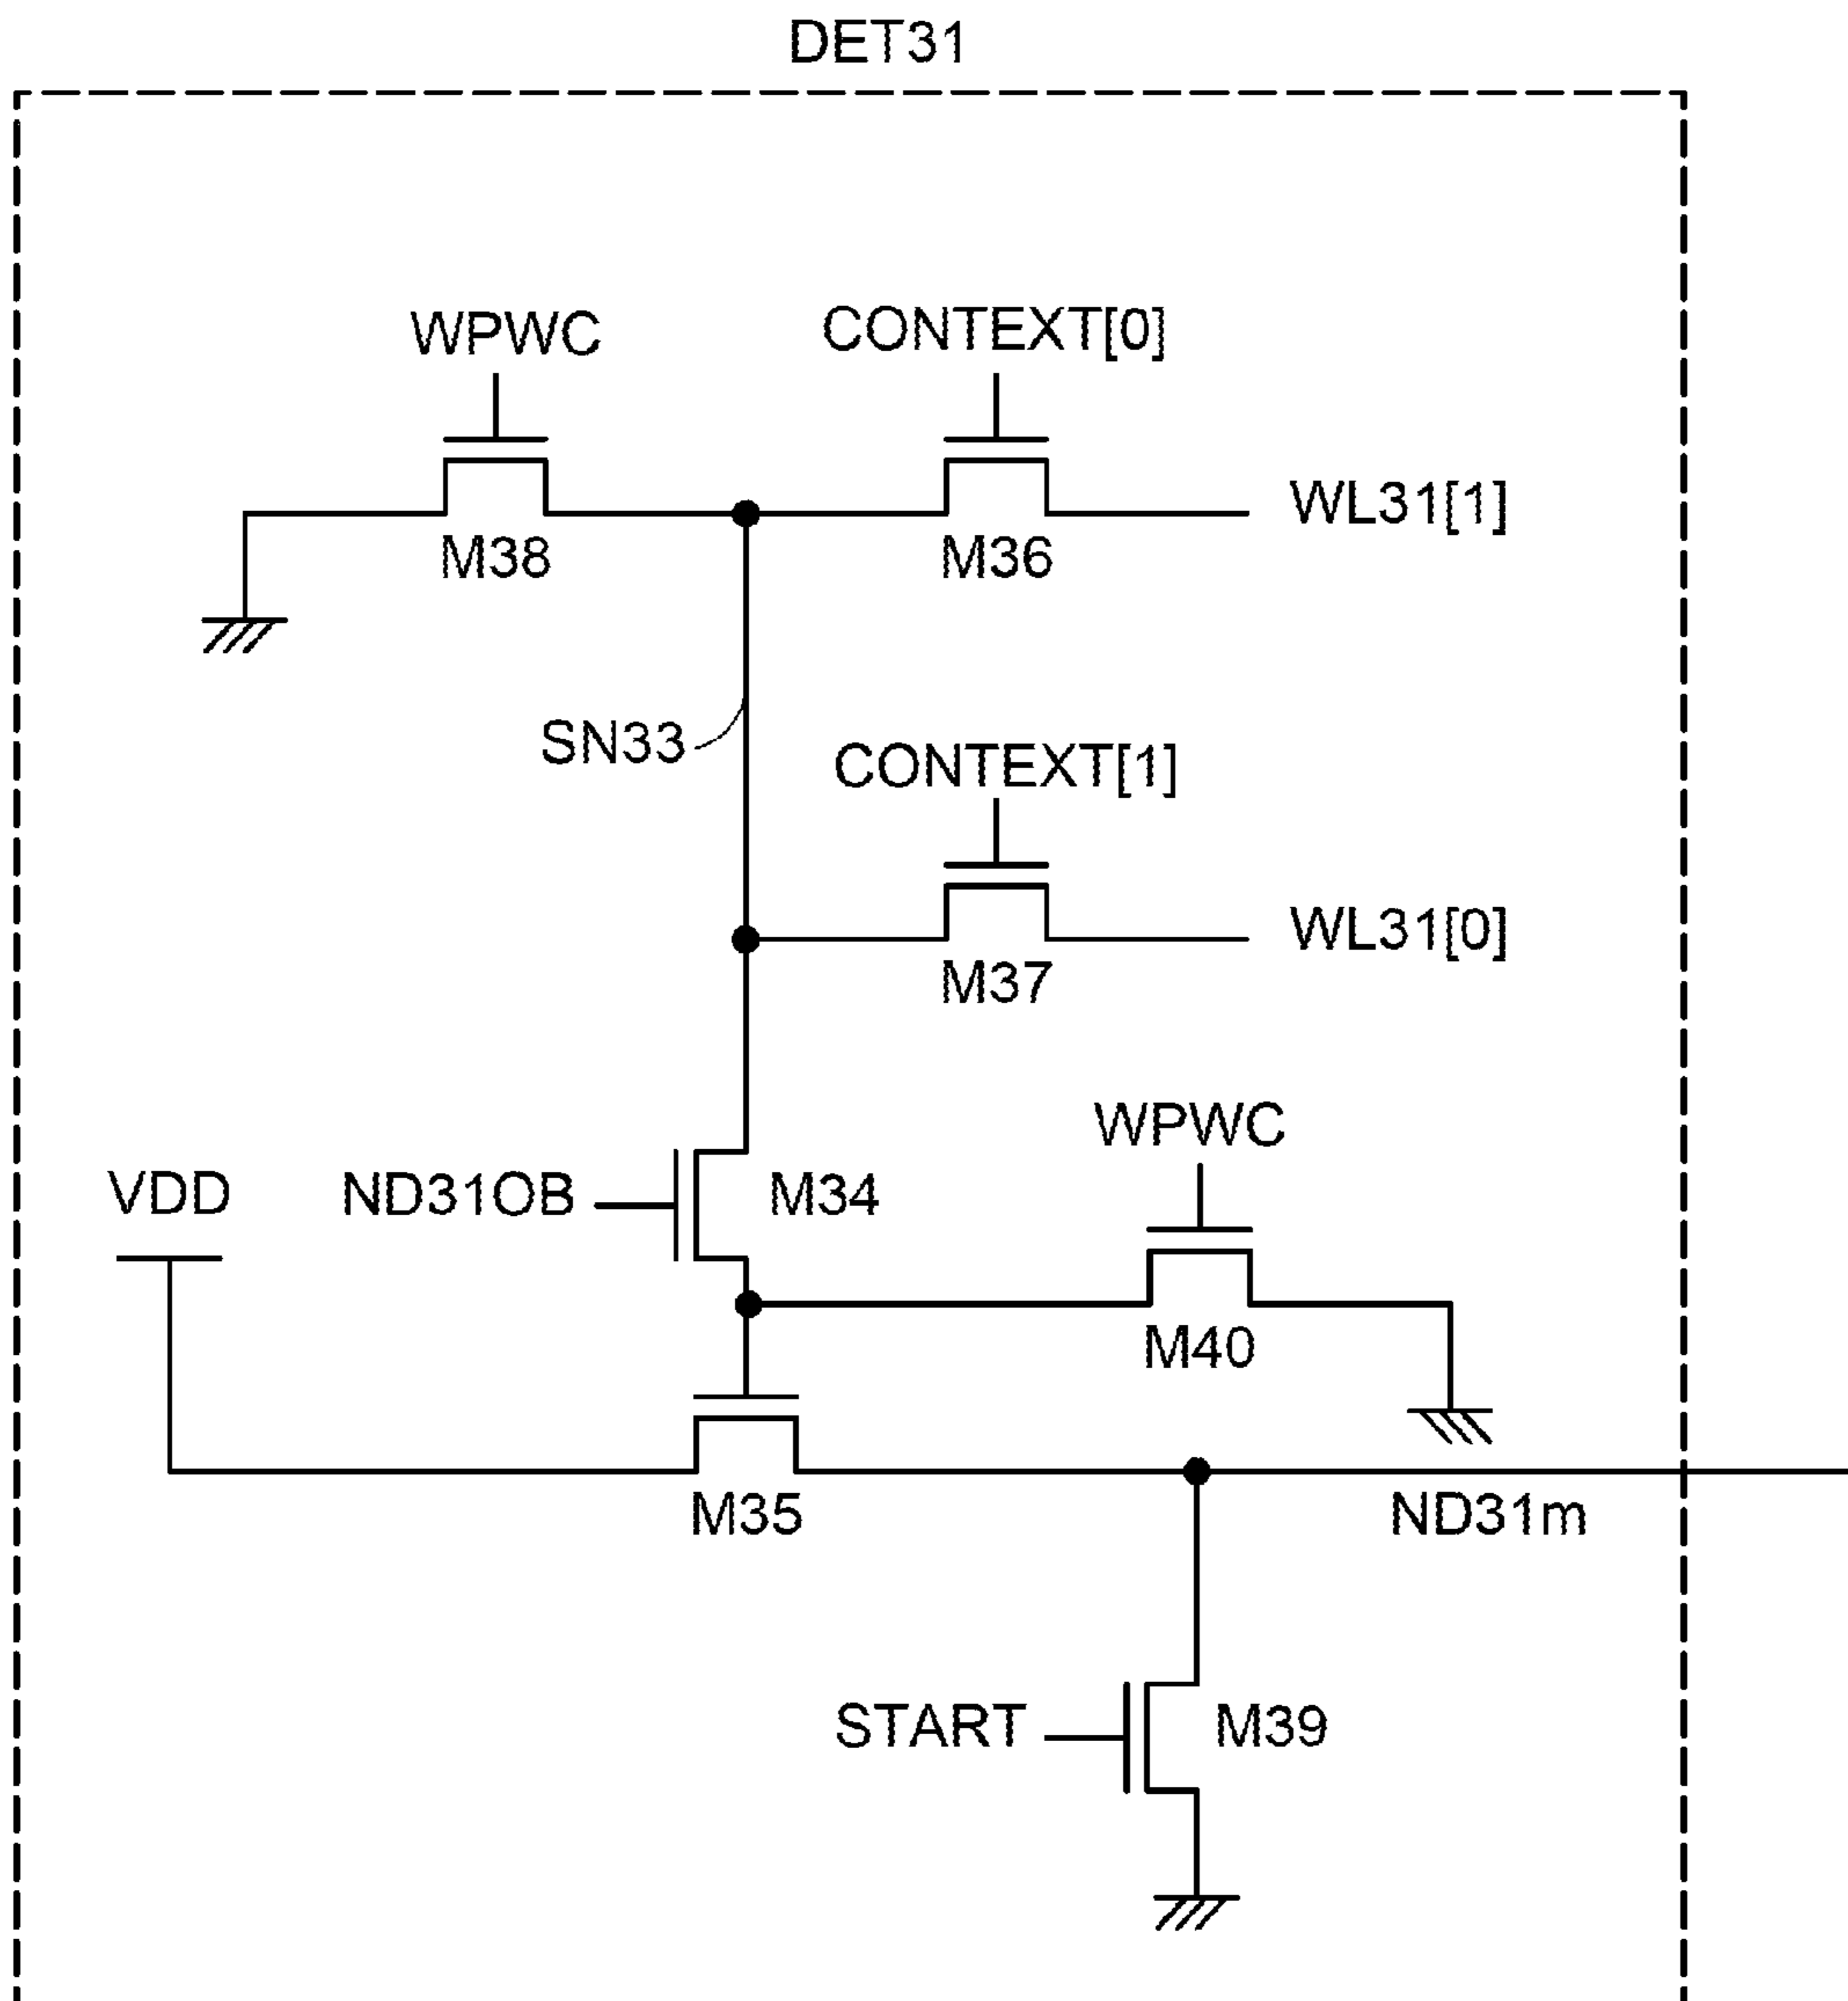 DET31
WPWC
CONTEXT[0]
WL31[1]
M38
M36
SN33
CONTEXT[1]
WL31[0]
M37
WPWC
VDD
ND31OB
M34
M40
M35
ND31m
START
M39